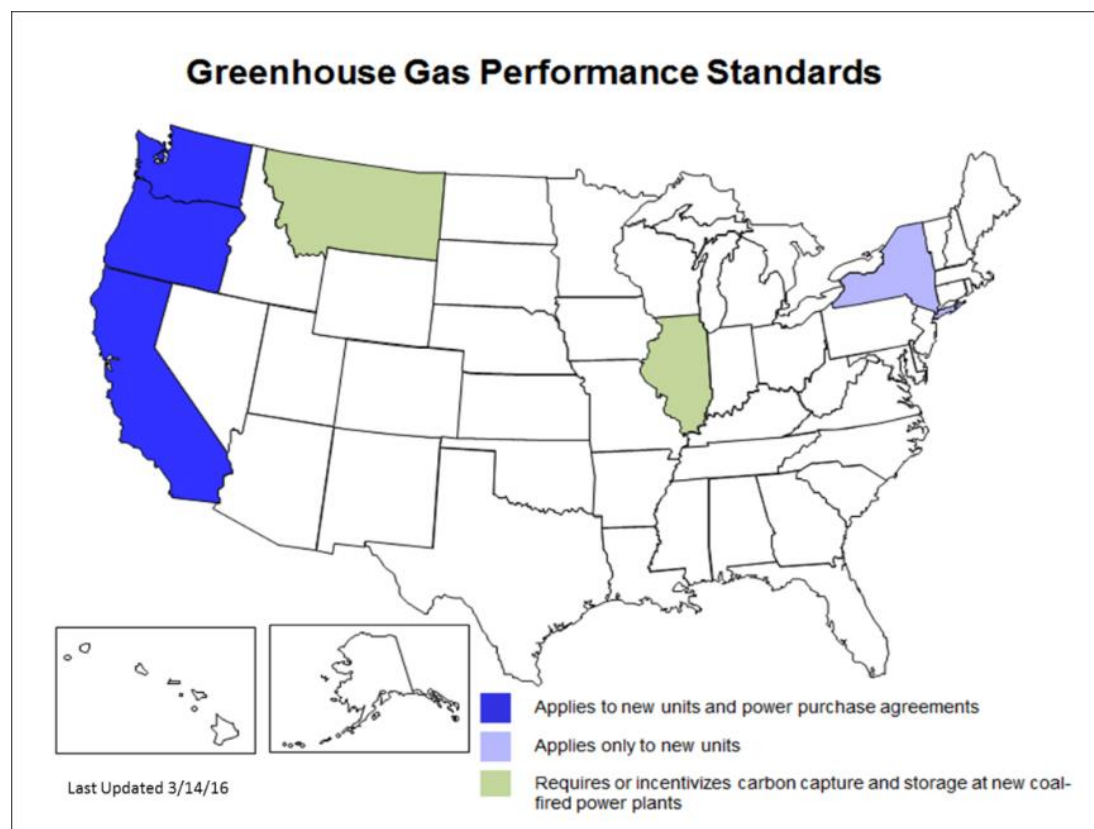 Greenhouse Gas Performance Standards
Applies to new units and power purchase agreements
Applies only to new units
Requires or incentivizes carbon capture and storage at new coal-
fired power plants
Last Updated 3/14/16